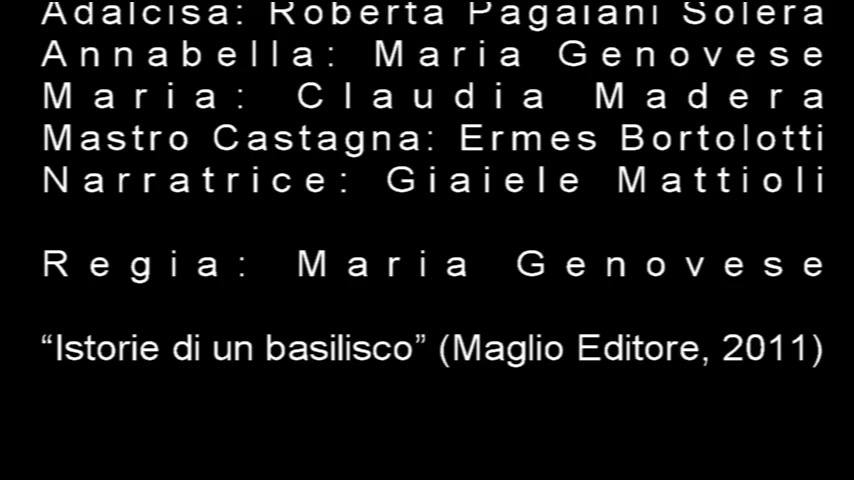 Adalcisa: Roberta Pagaiani Solera
Annabella: Maria Genovese
Maria: Claudia Madera
Mastro Castagna: Ermes Bortolotti
Narratrice: Giaiele Mattioli
Regia: Maria Genovese
“Istorie di un basilisco” (Maglio Editore, 2011)